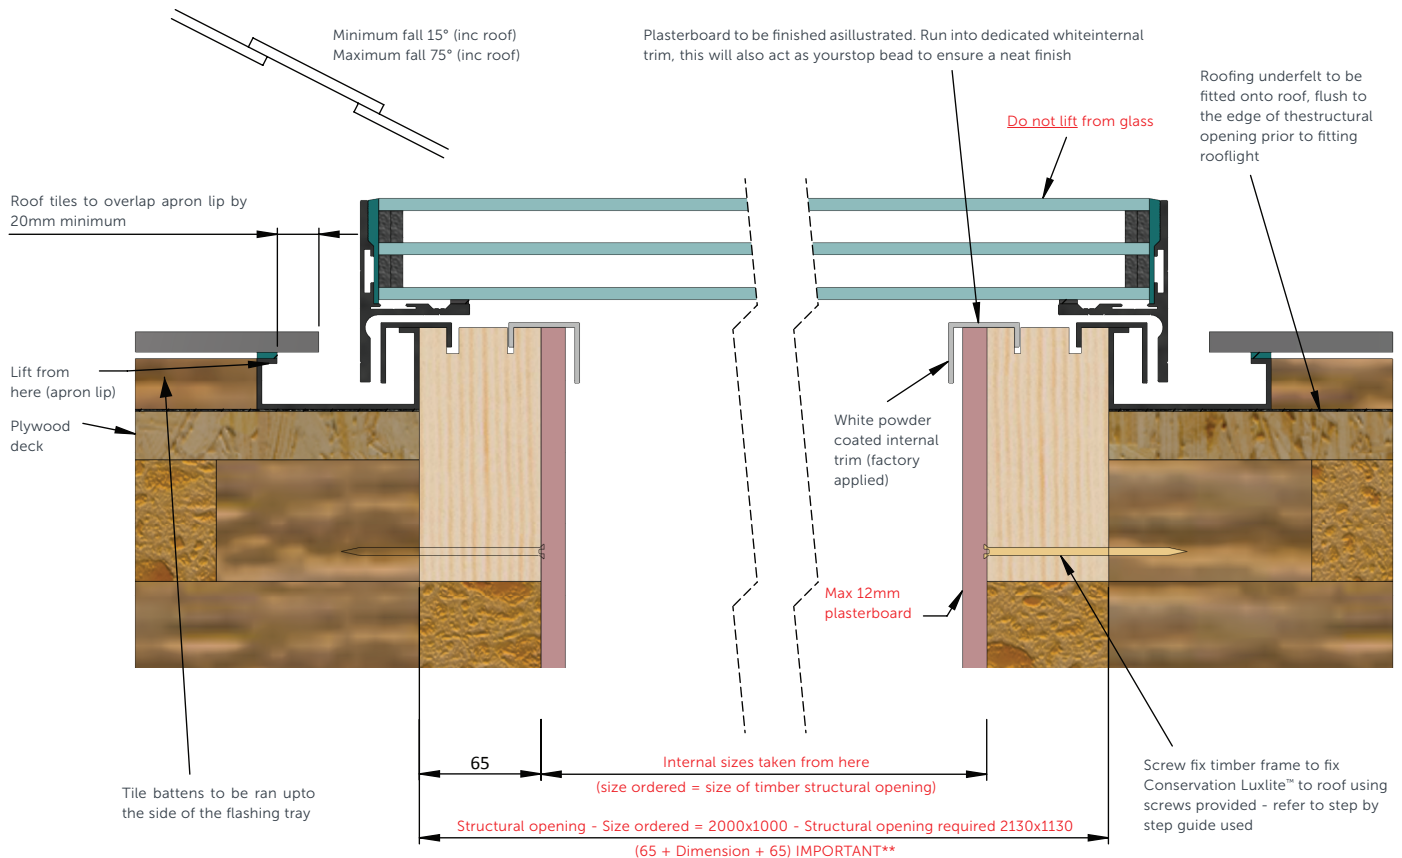 Minimum fall 15° (inc roof)
Maximum fall 75° (inc roof)
Plasterboard to be finished asillustrated. Run into dedicated whiteinternal
trim, this will also act as yourstop bead to ensure a neat finish
Roofing underfelt to be
fitted onto roof, flush to
the edge of thestructural
opening prior to fitting
rooflight
Do not lift from glass
Roof tiles to overlap apron lip by
20mm minimum
Lift from
here (apron lip)
Plywood
deck
White powder
coated internal
trim (factory
applied)
Max 12mm
plasterboard
Tile battens to be ran upto
the side of the flashing tray
65
Internal sizes taken from here
(size ordered = size of timber structural opening)
Structural opening - Size ordered = 2000x1000 - Structural opening required 2130x1130
(65 + Dimension + 65) IMPORTANT**
Screw fix timber frame to fix
Conservation Luxlite™ to roof using
screws provided - refer to step by
step guide used